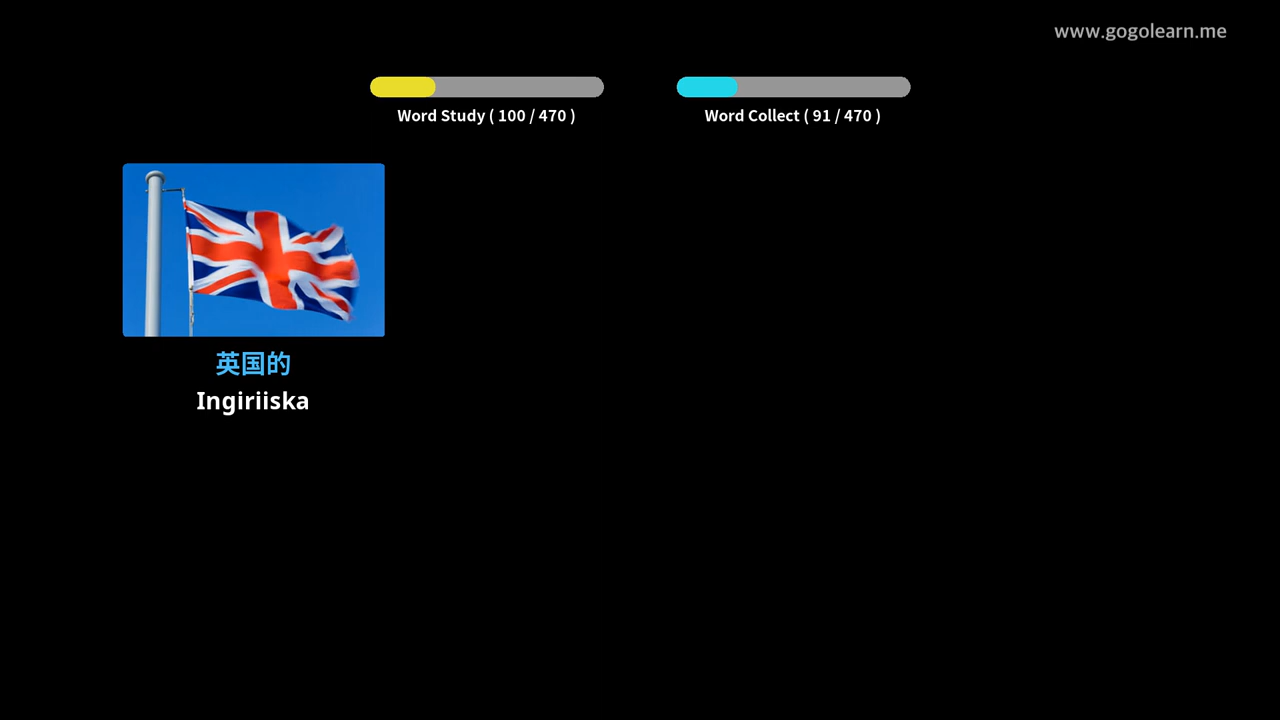 www.gogolearn.me
Word Study ( 100 / 470 )
Word Collect ( 91 / 470 )
英国的
Ingiriiska